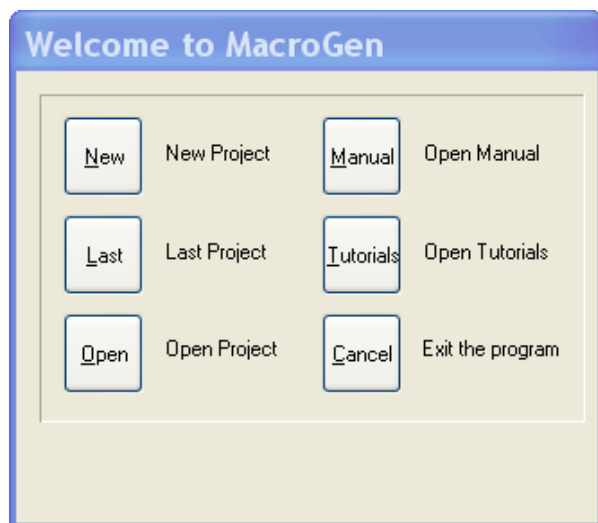 Welcome to MacroGen
New New Project Manual Open Manual
Last Last Project Tutorials Open Tutorials
Open Open Project Cancel Exit the program